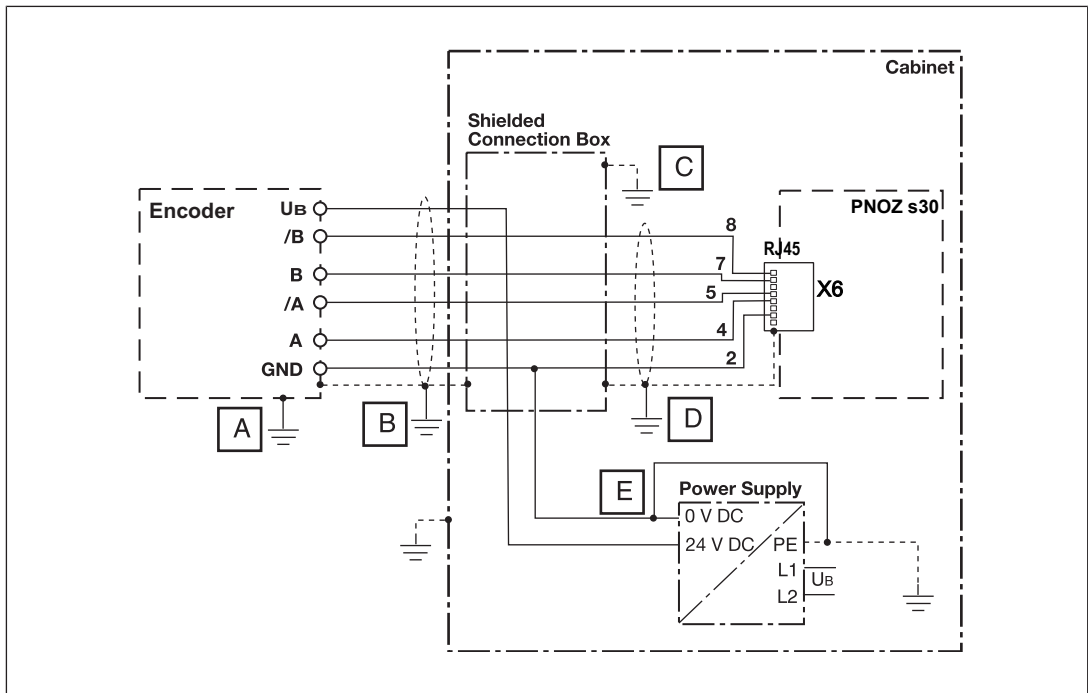 Cabinet
Shielded
Connection Box
C
Encoder
UB
/B
B
/A
A
GND
8
7
5
4
2
RJ45
PNOZ s30
X6
A
B
D
E
Power Supply
0 V DC
24 V DC
PE
L1
L2
UB